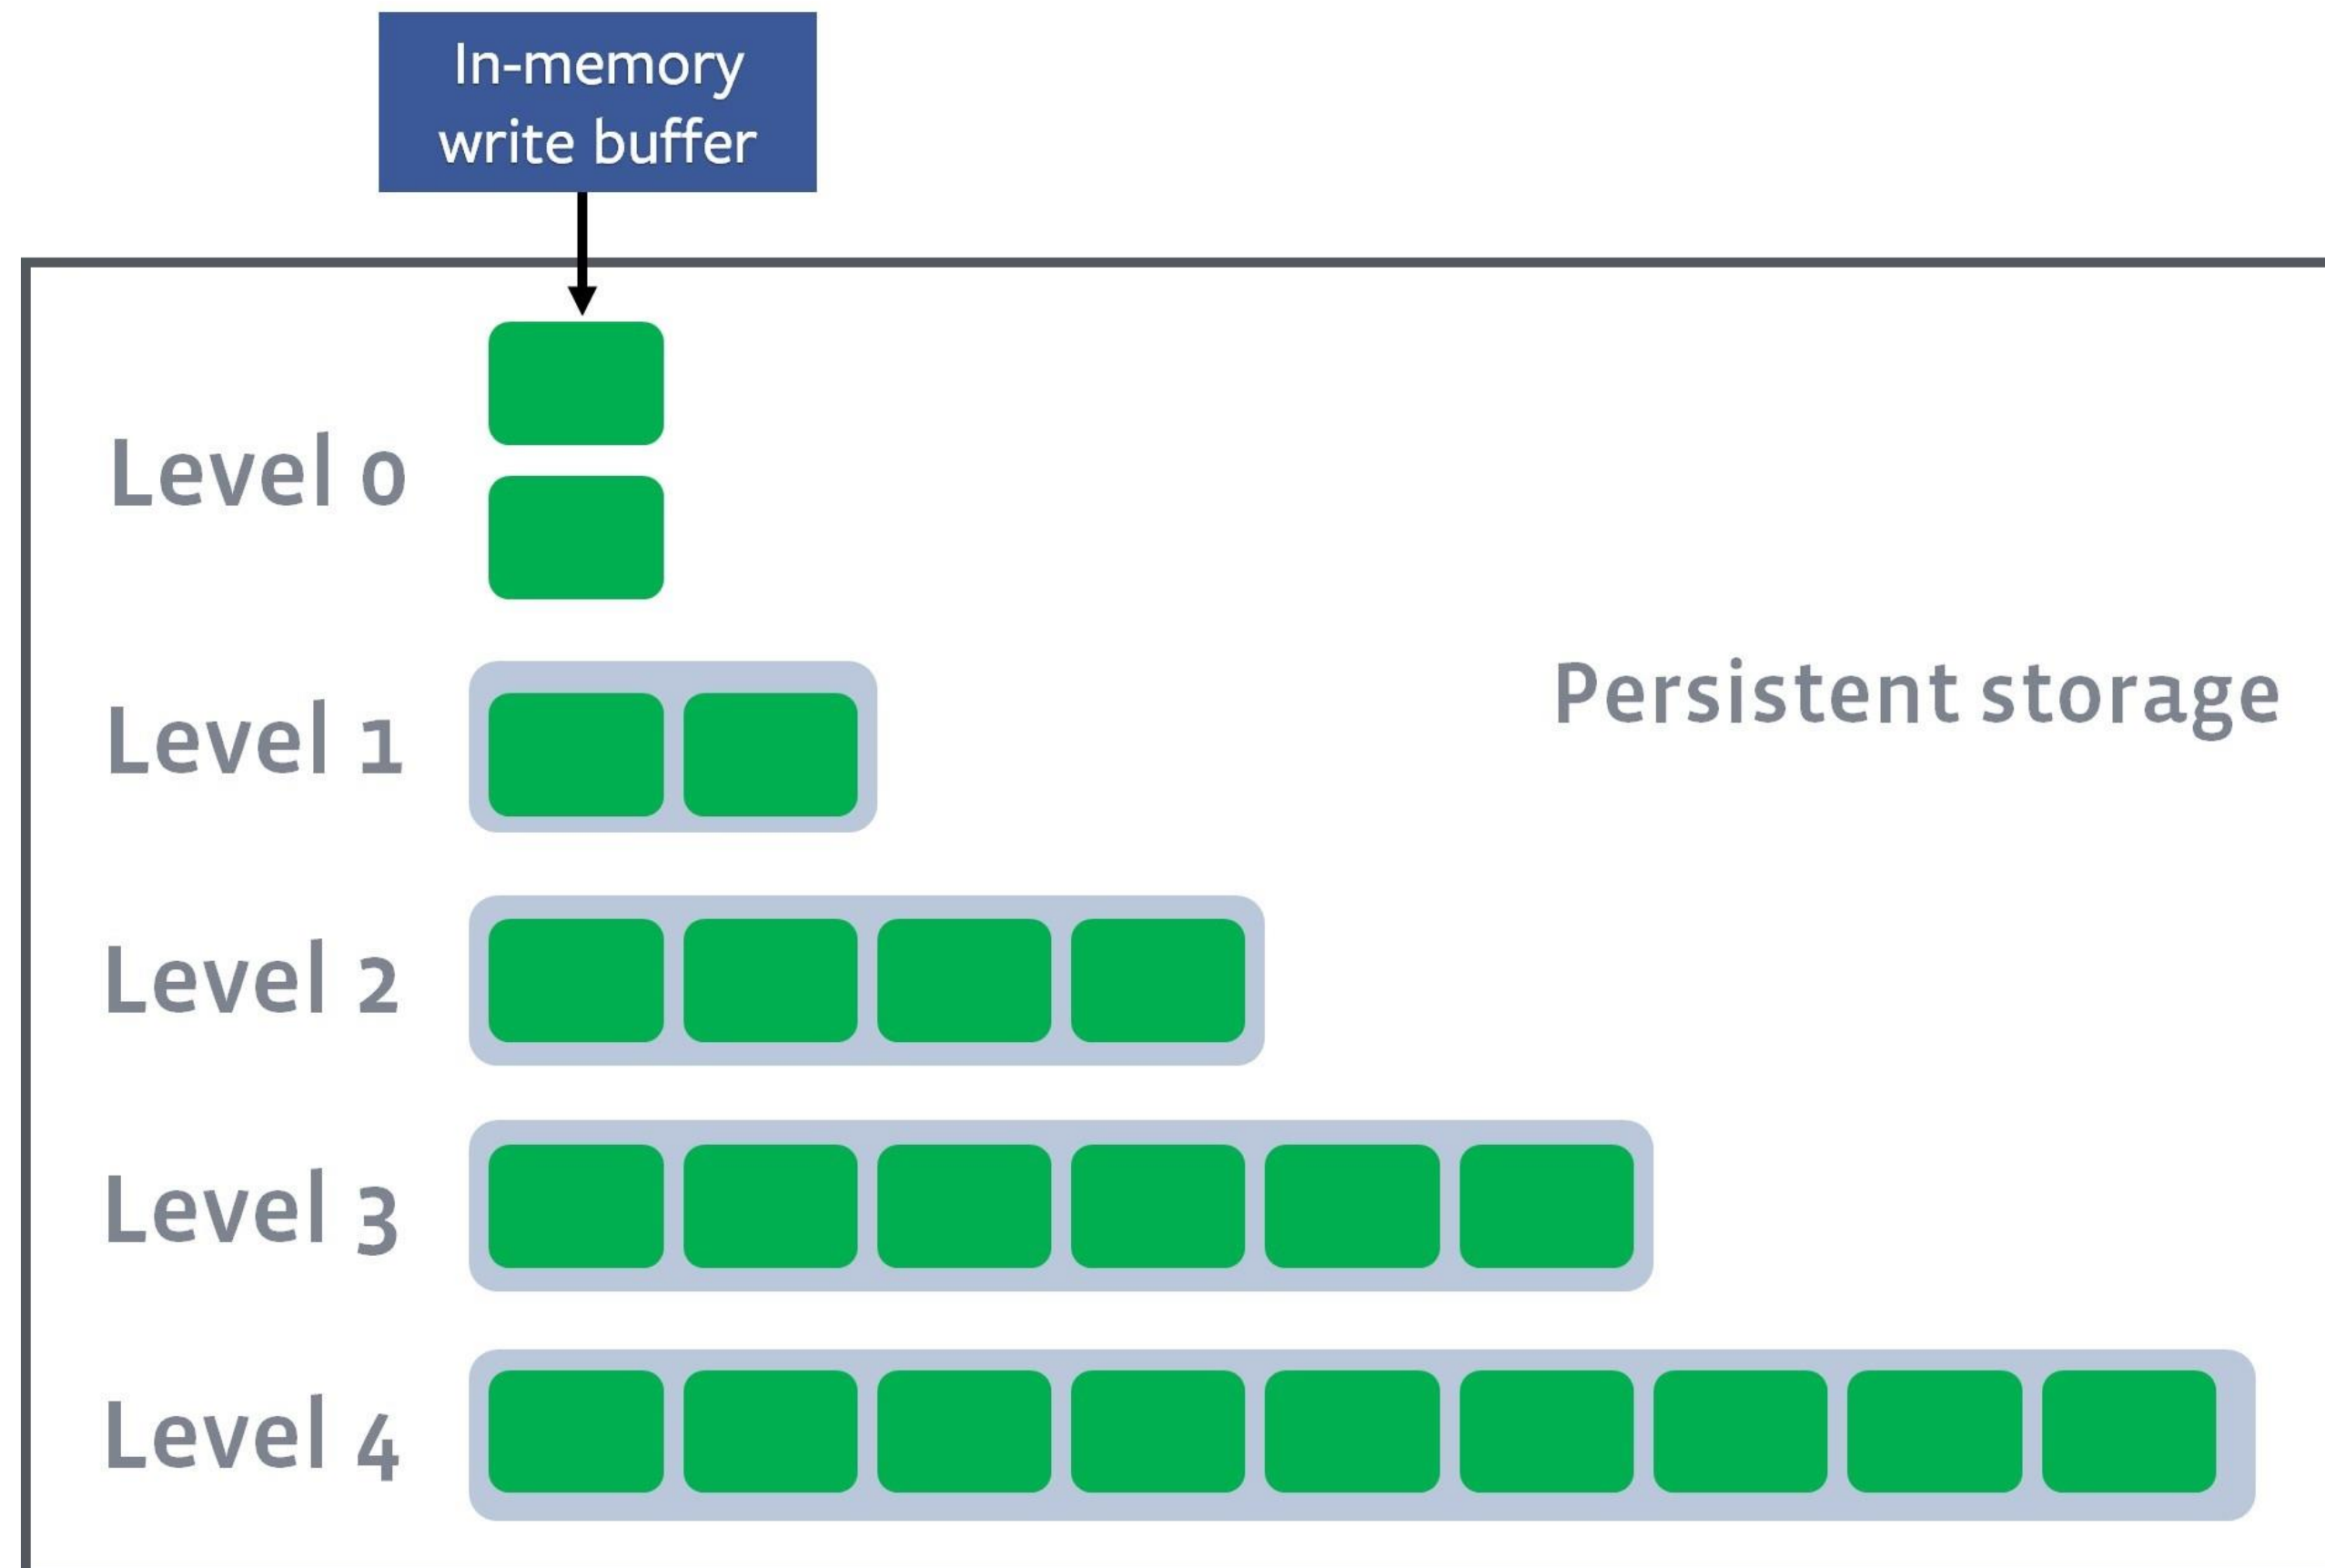 In-memory
write buffer
Level 0
Level 1
Persistent storage
Level 2
Level 3
Level 4